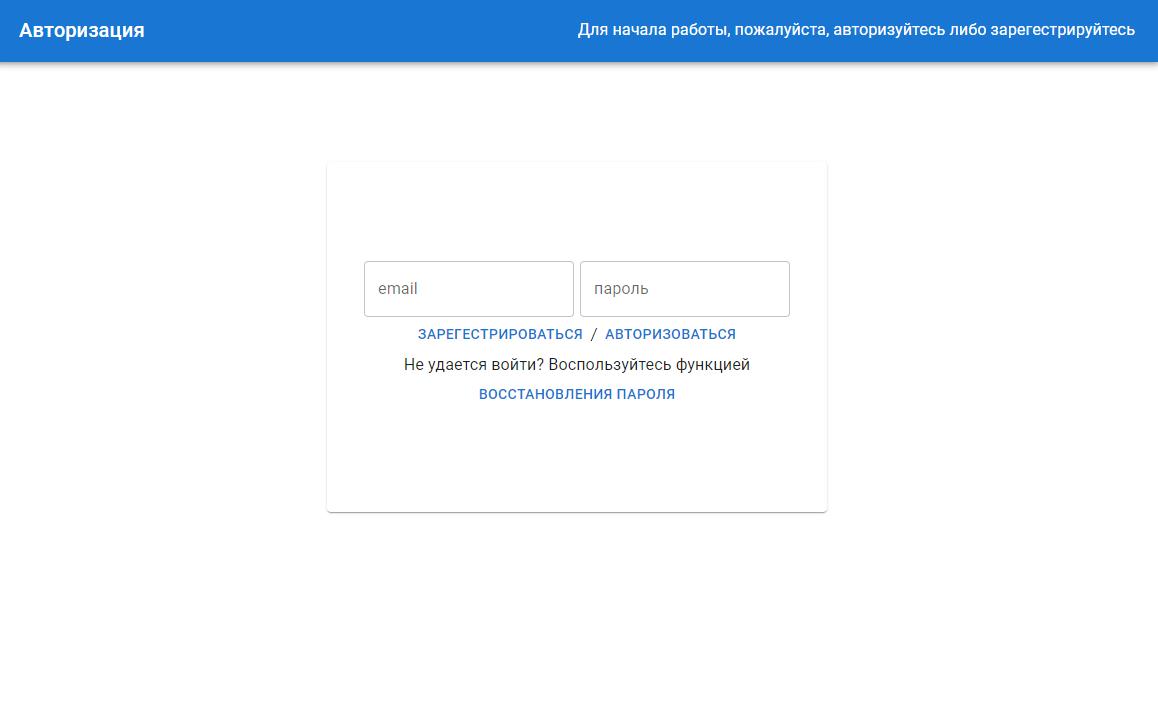 Авторизация
Для начала работы, пожалуйста, авторизуйтесь либо зарегестрируйтесь
email
пароль
ЗАРЕГЕСТРИРОВАТЬСЯ / АВТОРИЗОВАТЬСЯ
Не удается войти? Воспользуйтесь функцией
ВОССТАНОВЛЕНИЯ ПАРОЛЯ